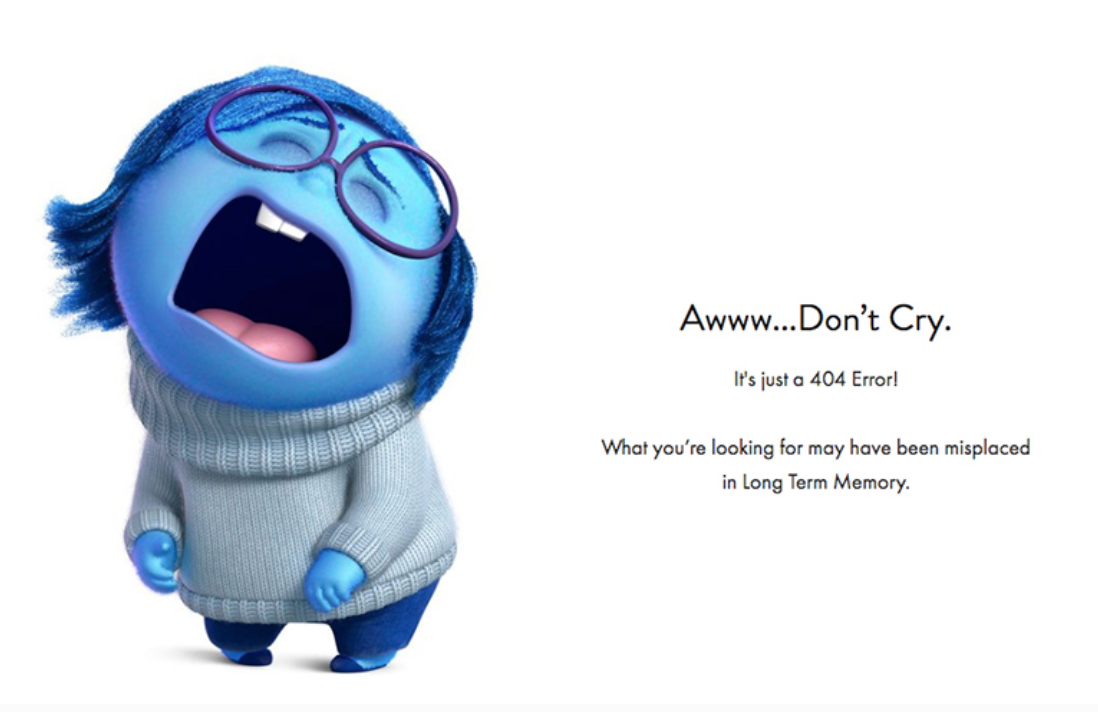 Awww...Don’t Cry.
It's just a 404 Error!
What you’re looking for may have been misplaced
in Long Term Memory.